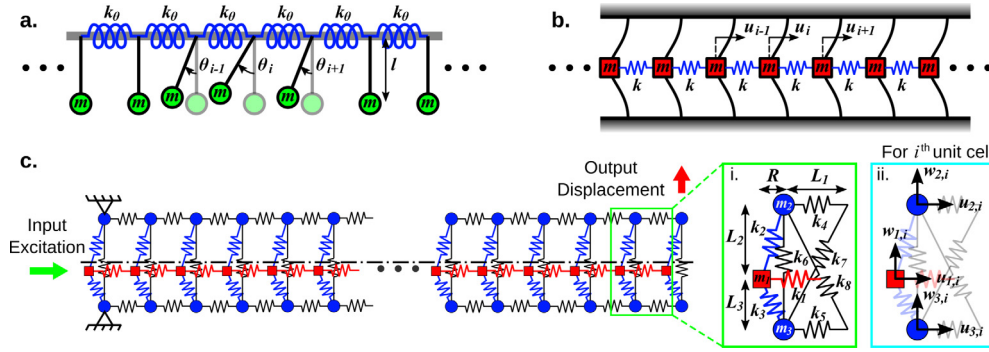 a.
k₀ k₀ k₀ k₀ k₀ k₀
θᵢ₋₁ θᵢ θᵢ₊₁ l
m m m m m m m
b.
uᵢ₋₁ uᵢ uᵢ₊₁
m m m m m m m
k k k k k k
c.
Input
Excitation
Output
Displacement
i.
R L₁
m₂ k₄
L₂ k₂ k₆ k₇
m₁ k₁ k₈
L₃ k₃
m₃ k₅
For iᵗʰ unit cell
ii.
w₂,ᵢ
u₂,ᵢ
w₁,ᵢ
u₁,ᵢ
w₃,ᵢ
u₃,ᵢ